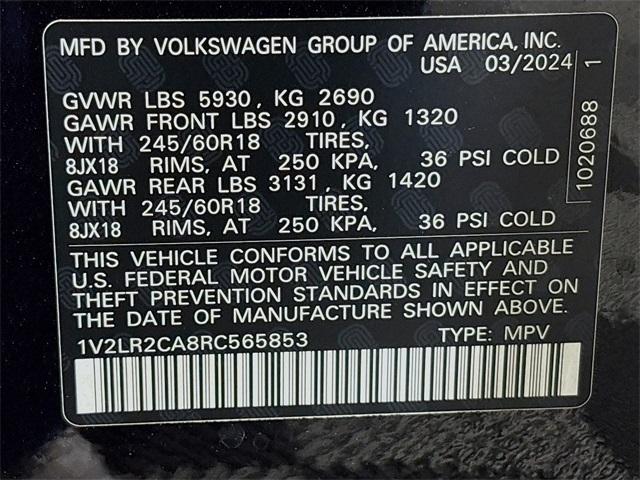 MFD BY VOLKSWAGEN GROUP OF AMERICA, INC.
USA 03/2024
GVWR LBS 5930, KG 2690
GAWR FRONT LBS 2910, KG 1320
WITH 245/60R18 TIRES,
8JX18 RIMS, AT 250 KPA, 36 PSI COLD
GAWR REAR LBS 3131, KG 1420
WITH 245/60R18 TIRES,
8JX18 RIMS, AT 250 KPA, 36 PSI COLD
THIS VEHICLE CONFORMS TO ALL APPLICABLE
U.S. FEDERAL MOTOR VEHICLE SAFETY AND
THEFT PREVENTION STANDARDS IN EFFECT ON
THE DATE OF MANUFACTURE SHOWN ABOVE.
1V2LR2CA8RC565853 TYPE: MPV
1020688 1